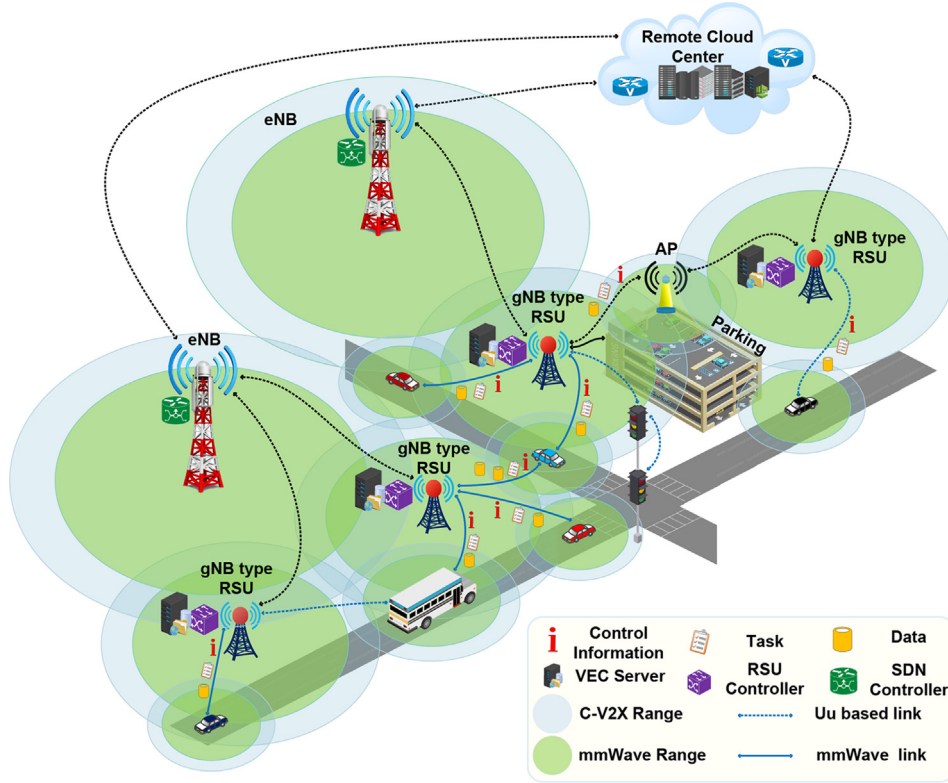 Remote Cloud
Center
V
V
eNB
AP
gNB type
RSU
i
gNB type
RSU
Parking
i
eNB
i
i
gNB type
RSU
i
i
i
gNB type
RSU
i
i
Control
Information
Task
Data
VEC Server
RSU
Controller
SDN
Controller
C-V2X Range
Uu based link
mmWave Range
mmWave link